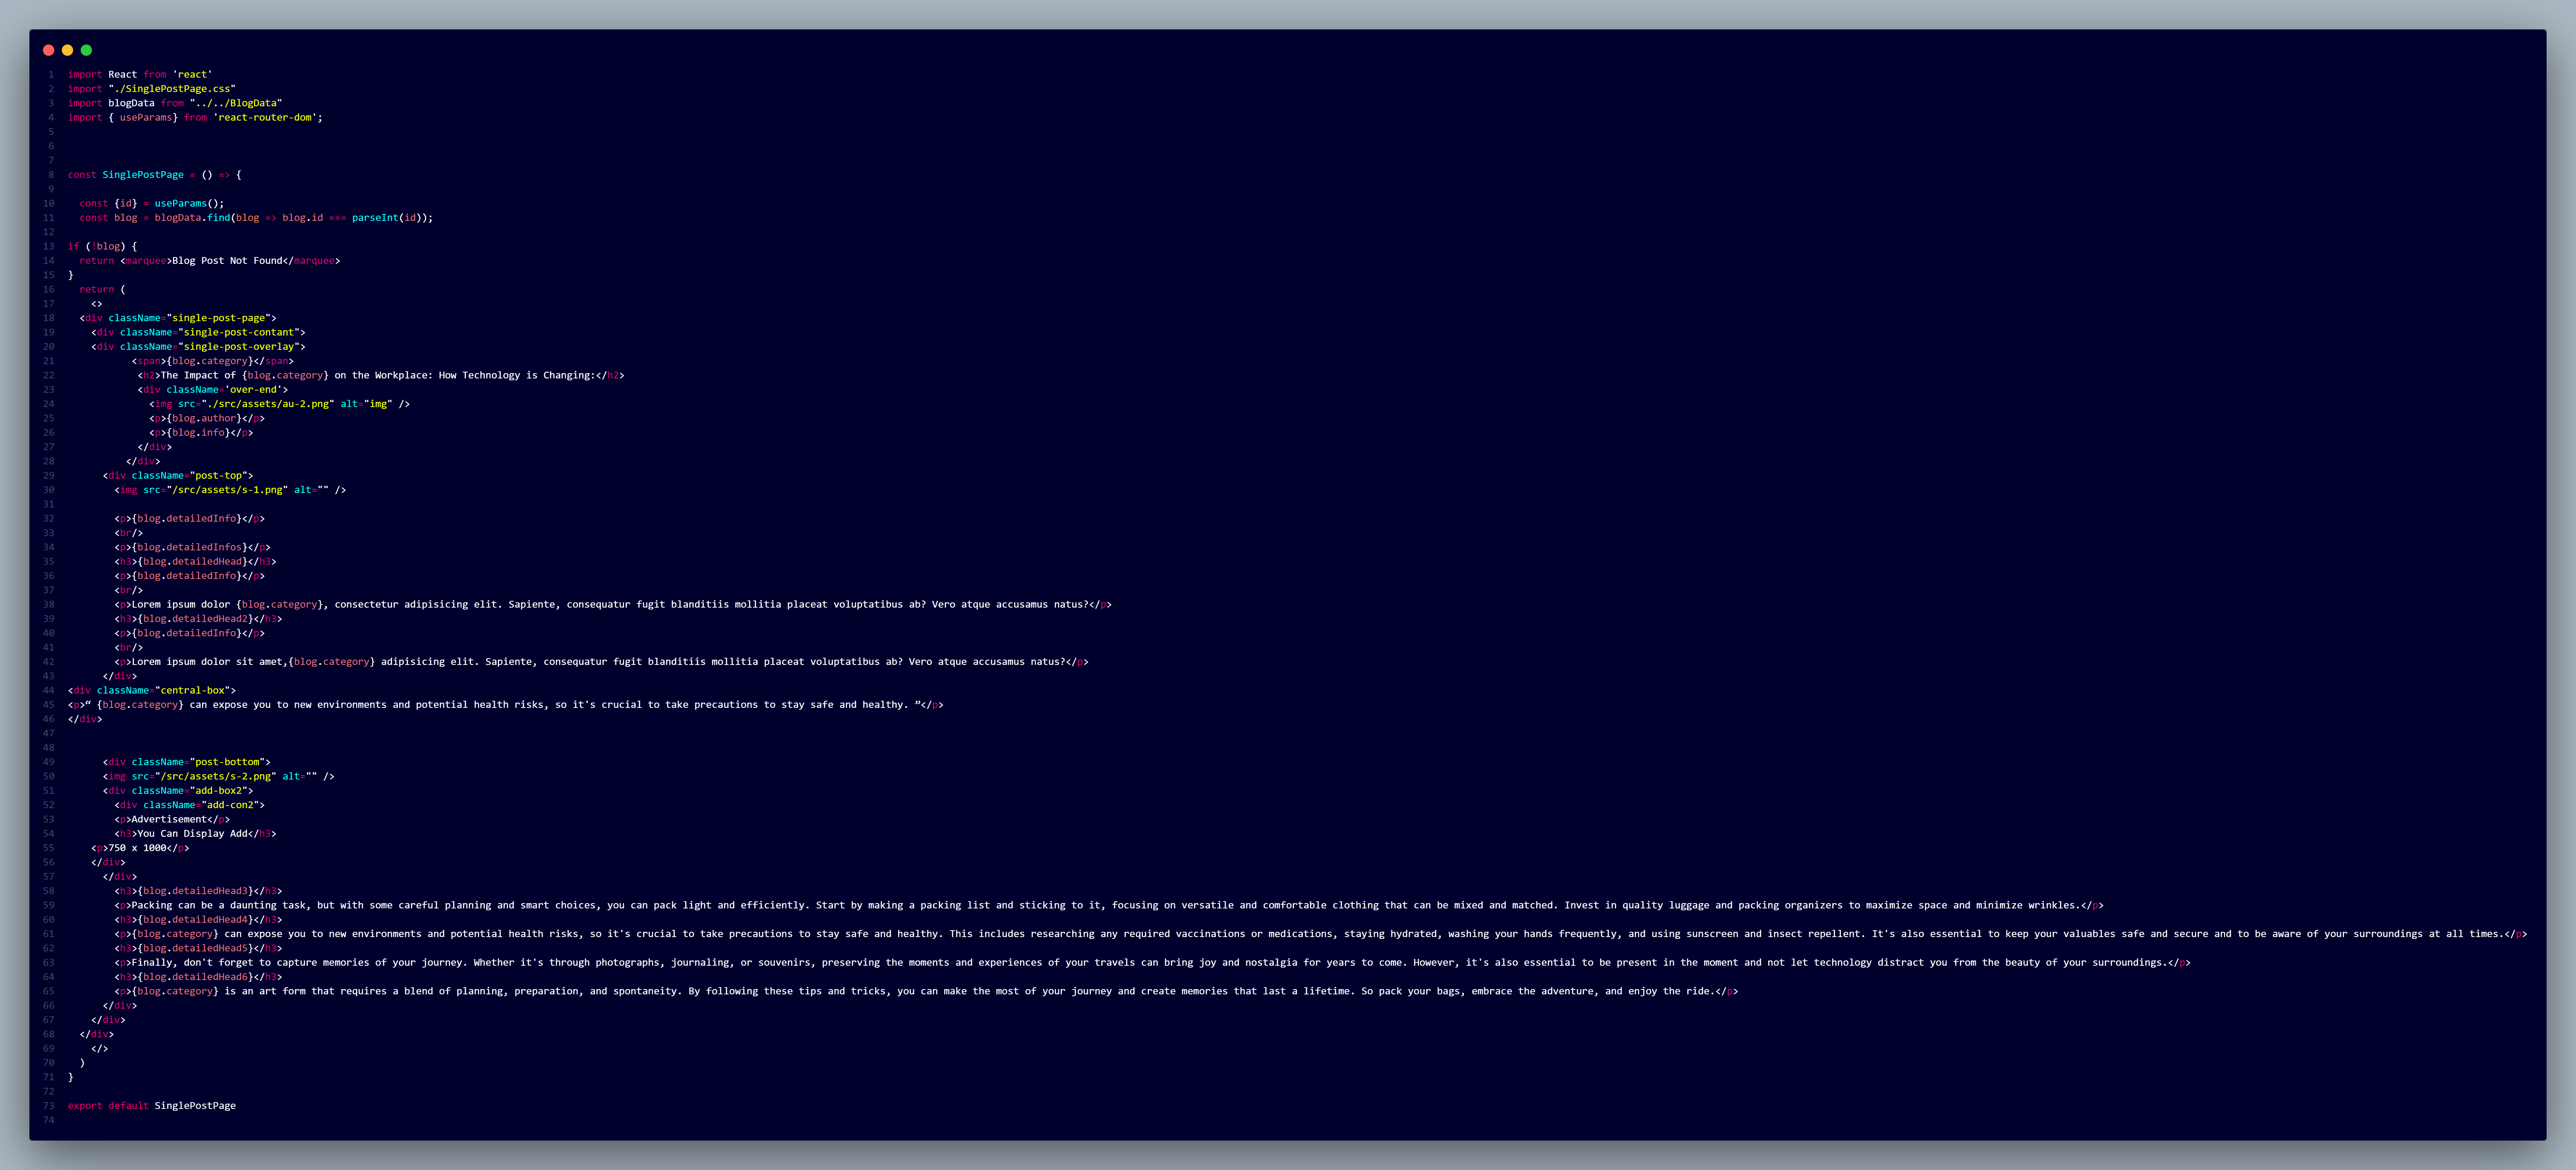 1 import React from 'react'
2 import "./SinglePostPage.css"
3 import blogData from "../../BlogData"
4 import { useParams} from 'react-router-dom';
5
6
7
8 const SinglePostPage = () => {
9
10   const {id} = useParams();
11   const blog = blogData.find(blog => blog.id === parseInt(id));
12
13 if (!blog) {
14   return <marquee>Blog Post Not Found</marquee>
15 }
16   return (
17     <>
18   <div className="single-post-page">
19     <div className="single-post-contant">
20     <div className="single-post-overlay">
21            <span>{blog.category}</span>
22             <h2>The Impact of {blog.category} on the Workplace: How Technology is Changing:</h2>
23             <div className='over-end'>
24               <img src="./src/assets/au-2.png" alt="img" />
25               <p>{blog.author}</p>
26               <p>{blog.info}</p>
27             </div>
28           </div>
29       <div className="post-top">
30         <img src="/src/assets/s-1.png" alt="" />
31
32         <p>{blog.detailedInfo}</p>
33         <br/>
34         <p>{blog.detailedInfos}</p>
35         <h3>{blog.detailedHead}</h3>
36         <p>{blog.detailedInfo}</p>
37         <br/>
38         <p>Lorem ipsum dolor {blog.category}, consectetur adipisicing elit. Sapiente, consequatur fugit blanditiis mollitia placeat voluptatibus ab? Vero atque accusamus natus?</p>
39         <h3>{blog.detailedHead2}</h3>
40         <p>{blog.detailedInfo}</p>
41         <br/>
42         <p>Lorem ipsum dolor sit amet,{blog.category} adipisicing elit. Sapiente, consequatur fugit blanditiis mollitia placeat voluptatibus ab? Vero atque accusamus natus?</p>
43       </div>
44 <div className="central-box">
45 <p>“ {blog.category} can expose you to new environments and potential health risks, so it's crucial to take precautions to stay safe and healthy. ”</p>
46 </div>
47
48
49       <div className="post-bottom">
50       <img src="/src/assets/s-2.png" alt="" />
51       <div className="add-box2">
52         <div className="add-con2">
53         <p>Advertisement</p>
54         <h3>You Can Display Add</h3>
55     <p>750 x 1000</p>
56     </div>
57       </div>
58         <h3>{blog.detailedHead3}</h3>
59         <p>Packing can be a daunting task, but with some careful planning and smart choices, you can pack light and efficiently. Start by making a packing list and sticking to it, focusing on versatile and comfortable clothing that can be mixed and matched. Invest in quality luggage and packing organizers to maximize space and minimize wrinkles.</p>
60         <h3>{blog.detailedHead4}</h3>
61         <p>{blog.category} can expose you to new environments and potential health risks, so it's crucial to take precautions to stay safe and healthy. This includes researching any required vaccinations or medications, staying hydrated, washing your hands frequently, and using sunscreen and insect repellent. It's also essential to keep your valuables safe and secure and to be aware of your surroundings at all times.</p>
62         <h3>{blog.detailedHead5}</h3>
63         <p>Finally, don't forget to capture memories of your journey. Whether it's through photographs, journaling, or souvenirs, preserving the moments and experiences of your travels can bring joy and nostalgia for years to come. However, it's also essential to be present in the moment and not let technology distract you from the beauty of your surroundings.</p>
64         <h3>{blog.detailedHead6}</h3>
65         <p>{blog.category} is an art form that requires a blend of planning, preparation, and spontaneity. By following these tips and tricks, you can make the most of your journey and create memories that last a lifetime. So pack your bags, embrace the adventure, and enjoy the ride.</p>
66       </div>
67     </div>
68   </div>
69     </>
70   )
71 }
72
73 export default SinglePostPage
74